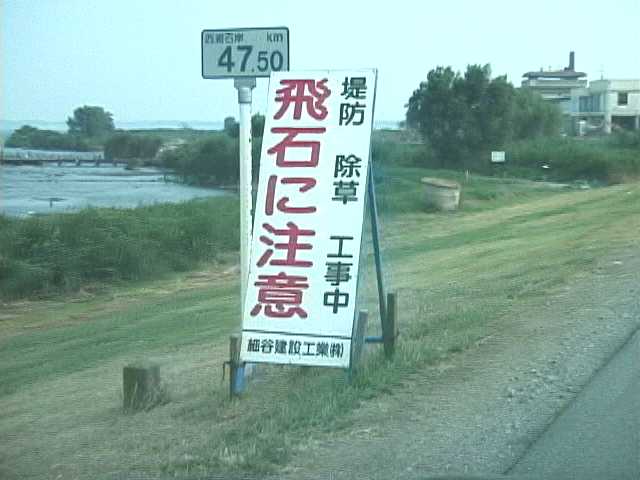 km
47.50
堤防 除草 工事中
飛石に注意
細谷建設工業㈱